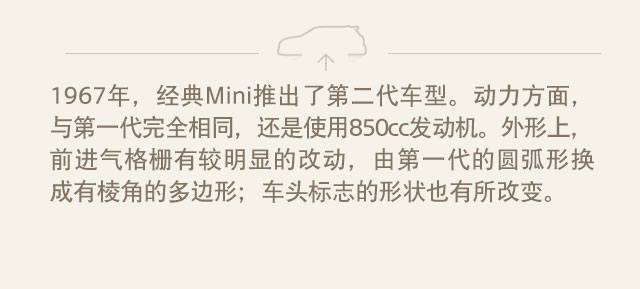 1967年，经典Mini推出了第二代车型。动力方面，
与第一代完全相同，还是使用850cc发动机。外形上，
前进气格栅有较明显的改动，由第一代的圆弧形换
成有棱角的多边形；车头标志的形状也有所改变。